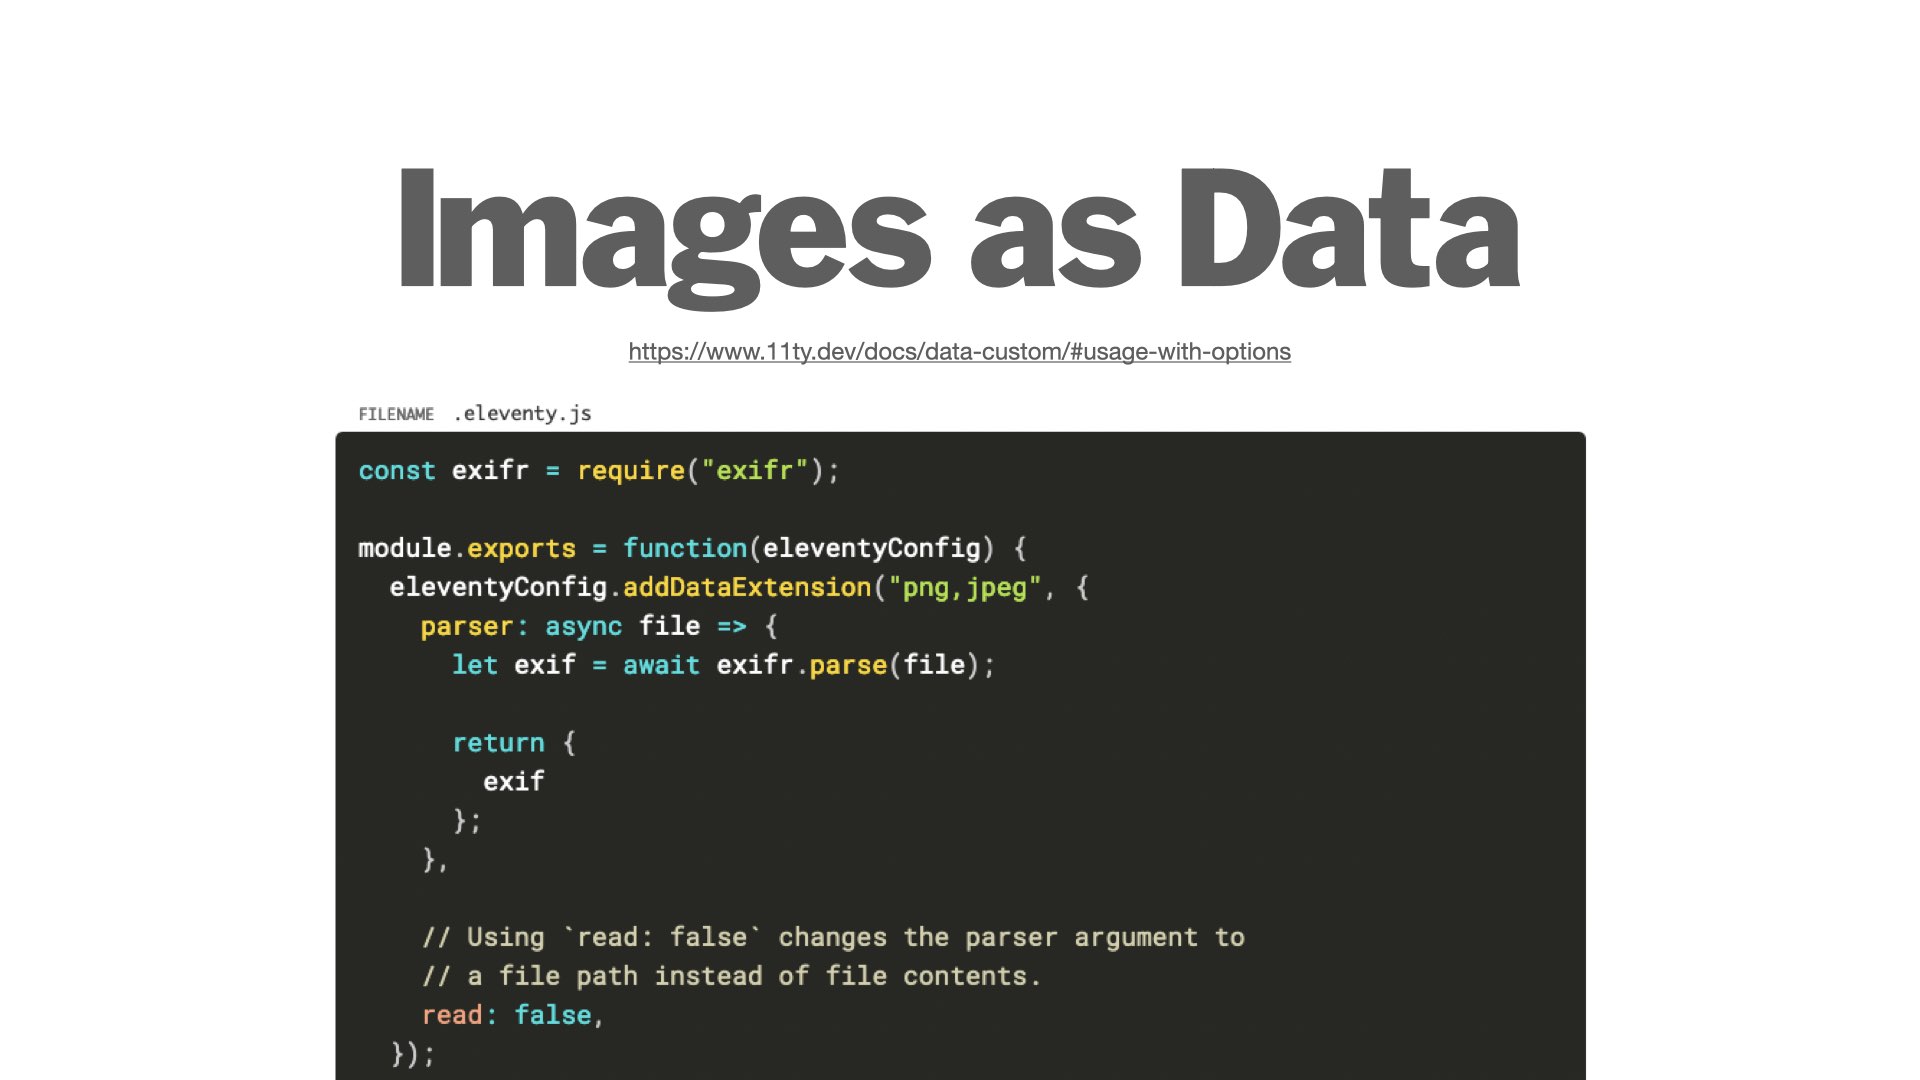 Images as Data
https://www.11ty.dev/docs/data-custom/#usage-with-options
FILENAME .eleventy.js
const exifr = require("exifr");
module.exports = function(eleventyConfig) {
  eleventyConfig.addDataExtension("png,jpeg", {
    parser: async file => {
      let exif = await exifr.parse(file);
      return {
        exif
      };
    },
    // Using `read: false` changes the parser argument to
    // a file path instead of file contents.
    read: false,
  });